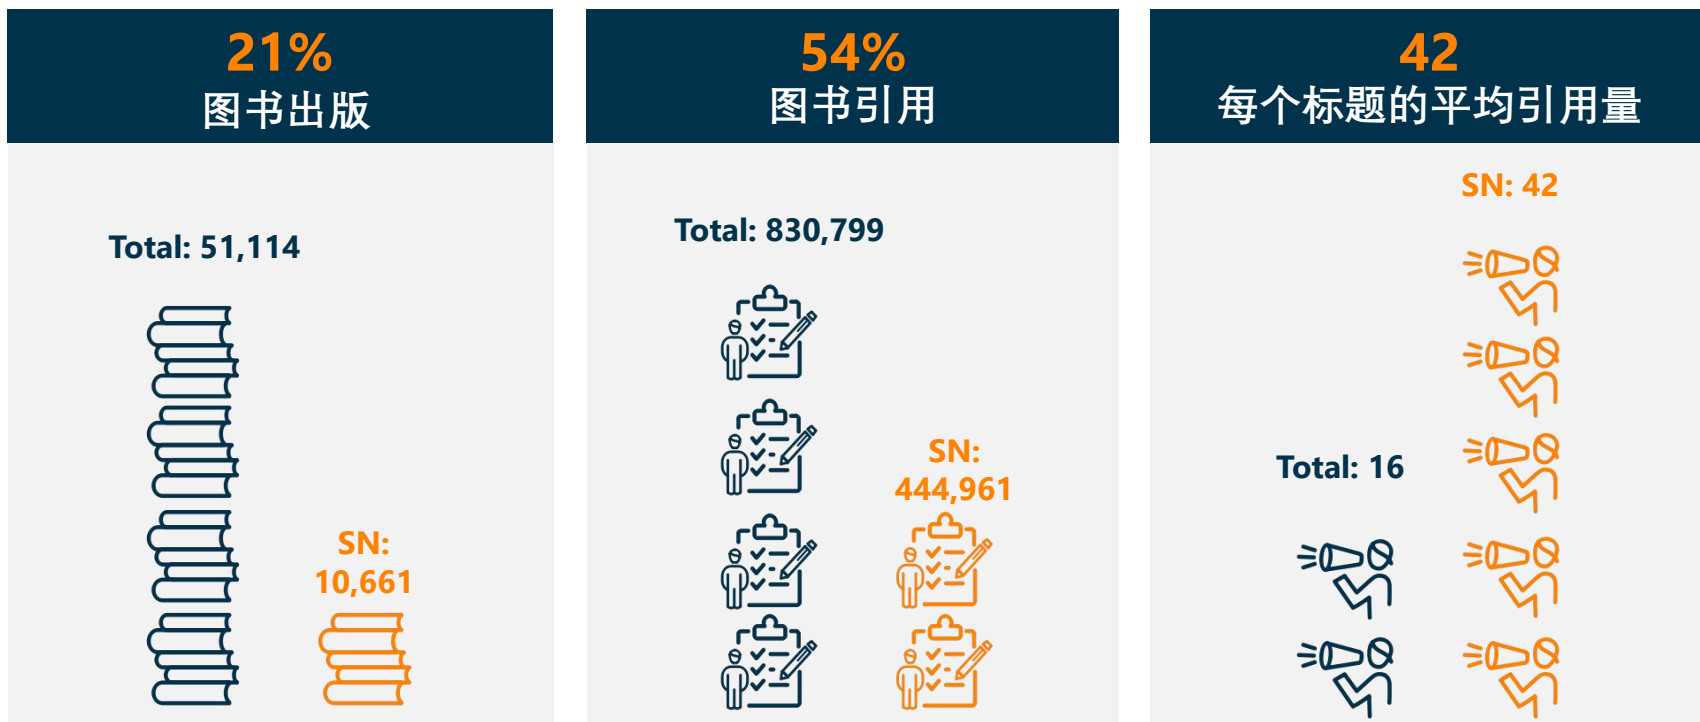 21%
图书出版
Total: 51,114
SN:
10,661
54%
图书引用
Total: 830,799
SN:
444,961
42
每个标题的平均引用量
SN: 42
Total: 16